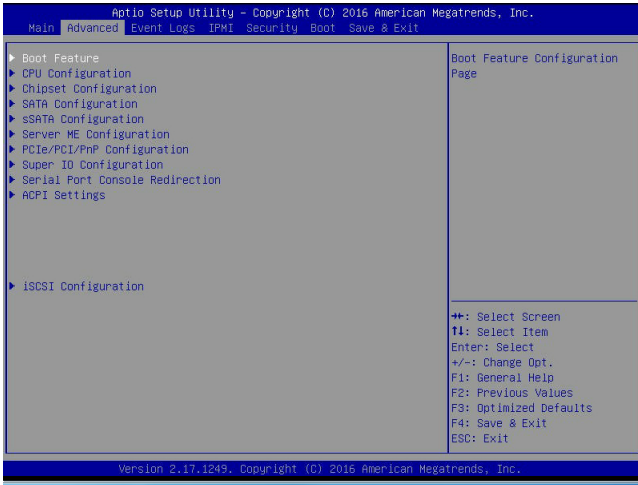 Aptio Setup Utility - Copyright (C) 2016 American Megatrends, Inc.
Main Advanced Event Logs IPMI Security Boot Save & Exit
▶ Boot Feature
▶ CPU Configuration
▶ Chipset Configuration
▶ SATA Configuration
▶ sSATA Configuration
▶ Server ME Configuration
▶ PCIe/PCI/PnP Configuration
▶ Super IO Configuration
▶ Serial Port Console Redirection
▶ ACPI Settings
▶ iSCSI Configuration
Boot Feature Configuration
Page
→←: Select Screen
↑↓: Select Item
Enter: Select
+/-: Change Opt.
F1: General Help
F2: Previous Values
F3: Optimized Defaults
F4: Save & Exit
ESC: Exit
Version 2.17.1249. Copyright (C) 2016 American Megatrends, Inc.